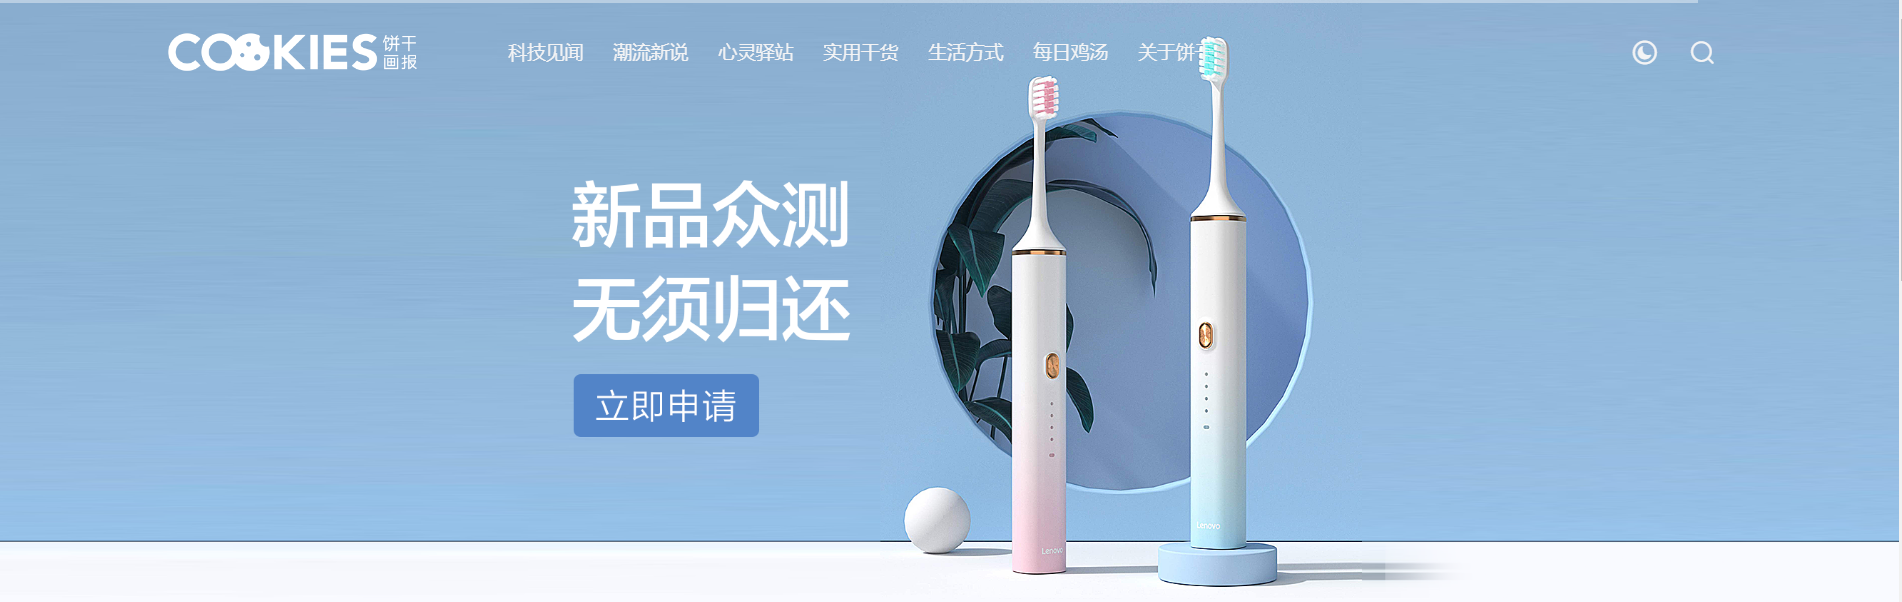 COOKIES 饼干画报
科技见闻 潮流新说 心灵驿站 实用干货 生活方式 每日鸡汤 关于饼干
新品众测
无须归还
立即申请
Lenovo
Lenovo